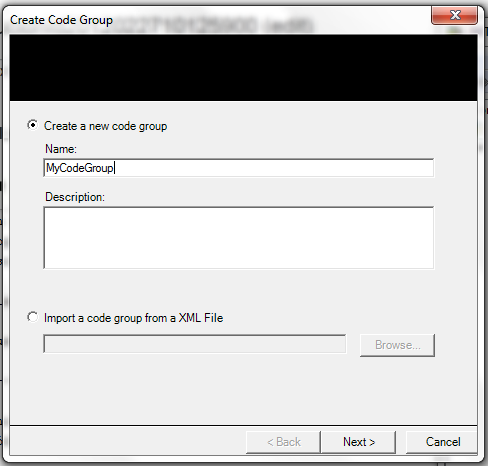 Create Code Group
Create a new code group
Name:
MyCodeGroup
Description:
Import a code group from a XML File
Browse...
< Back
Next >
Cancel